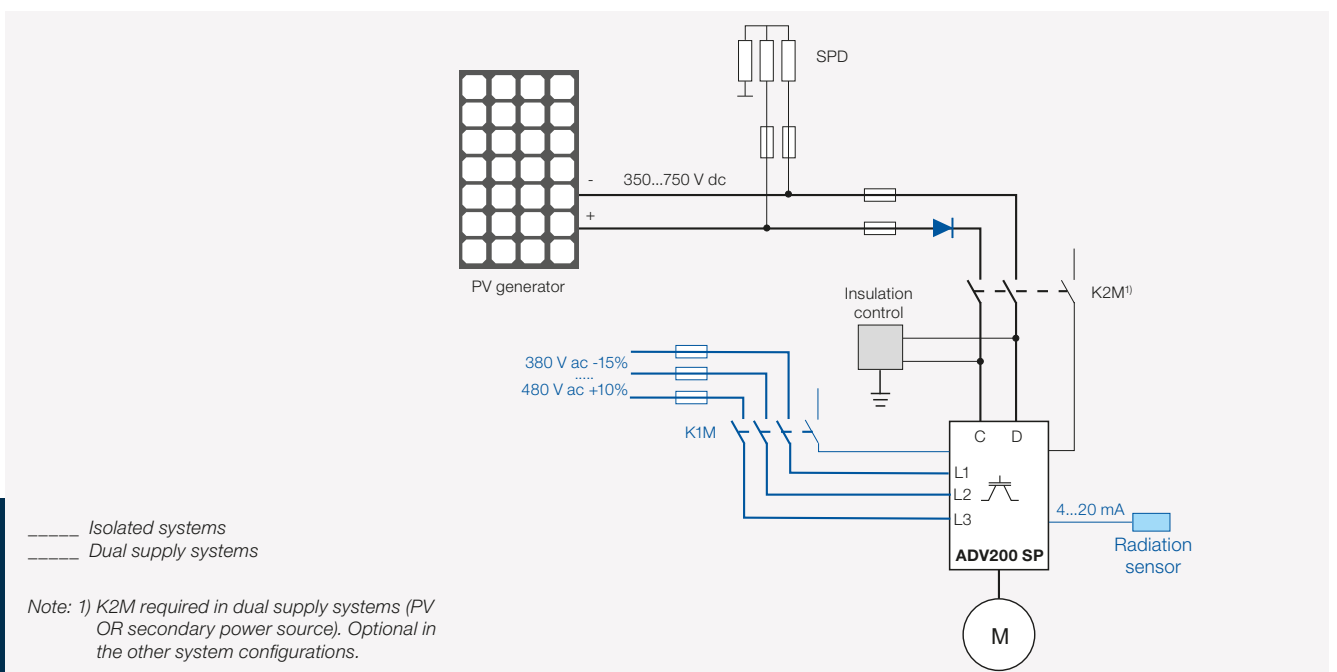 SPD
- 350...750 V dc
+
PV generator
K2M1)
Insulation
control
380 V ac -15%
.....
480 V ac +10%
K1M
C D
L1
L2
L3
4...20 mA
ADV200 SP
Radiation
sensor
M
_____ Isolated systems
_____ Dual supply systems
Note: 1) K2M required in dual supply systems (PV
OR secondary power source). Optional in
the other system configurations.